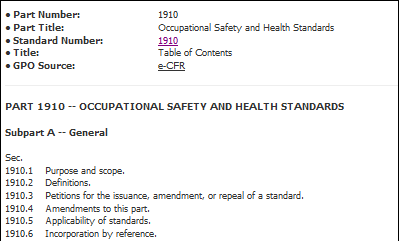 • Part Number: 1910
• Part Title: Occupational Safety and Health Standards
• Standard Number: 1910
• Title: Table of Contents
• GPO Source: e-CFR
PART 1910 -- OCCUPATIONAL SAFETY AND HEALTH STANDARDS
Subpart A -- General
Sec.
1910.1 Purpose and scope.
1910.2 Definitions.
1910.3 Petitions for the issuance, amendment, or repeal of a standard.
1910.4 Amendments to this part.
1910.5 Applicability of standards.
1910.6 Incorporation by reference.